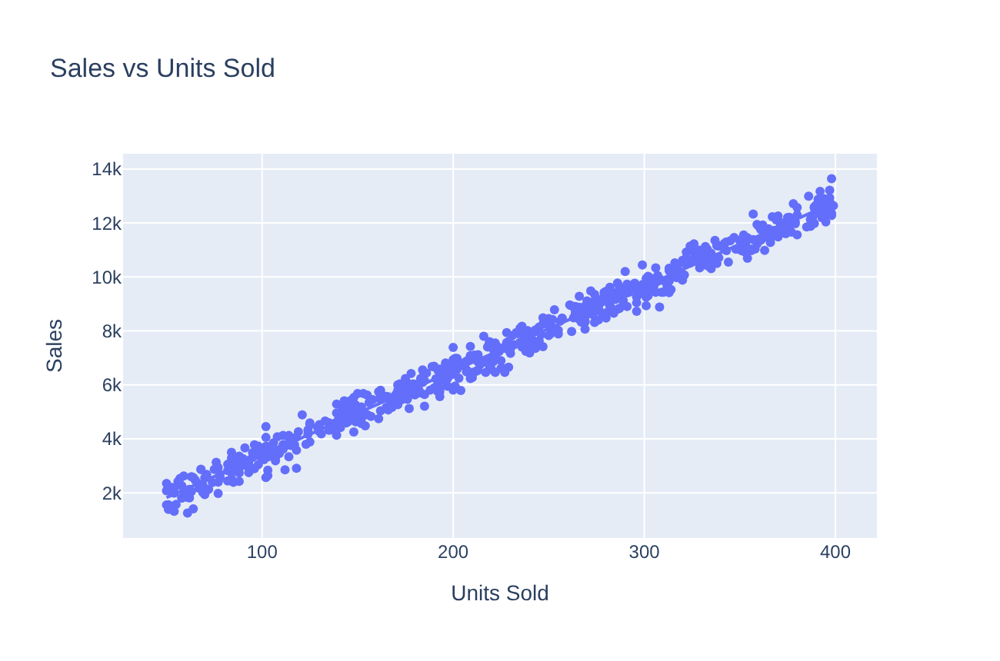 Sales vs Units Sold
14k
12k
10k
8k
6k
4k
2k
Sales
100 200 300 400
Units Sold